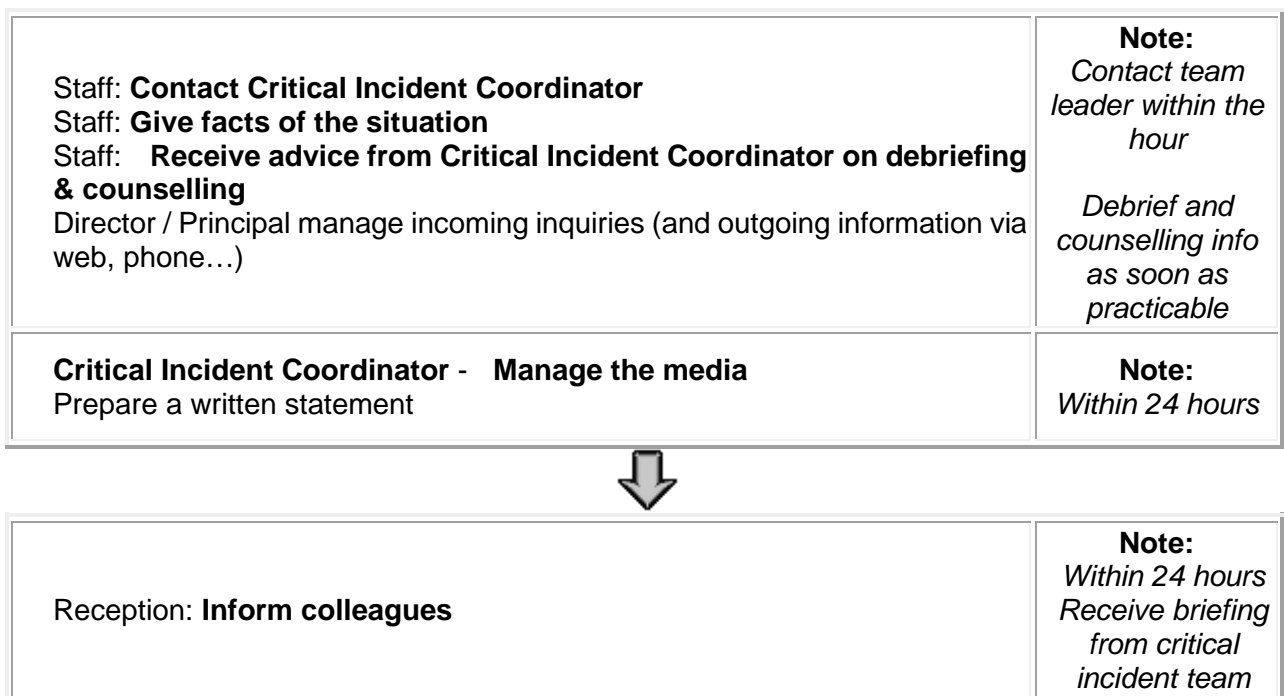 Staff: Contact Critical Incident Coordinator
Staff: Give facts of the situation
Staff: Receive advice from Critical Incident Coordinator on debriefing
& counselling
Director / Principal manage incoming inquiries (and outgoing information via
web, phone…)
Note:
Contact team
leader within the
hour
Debrief and
counselling info
as soon as
practicable
Critical Incident Coordinator - Manage the media
Prepare a written statement
Note:
Within 24 hours
Reception: Inform colleagues
Note:
Within 24 hours
Receive briefing
from critical
incident team